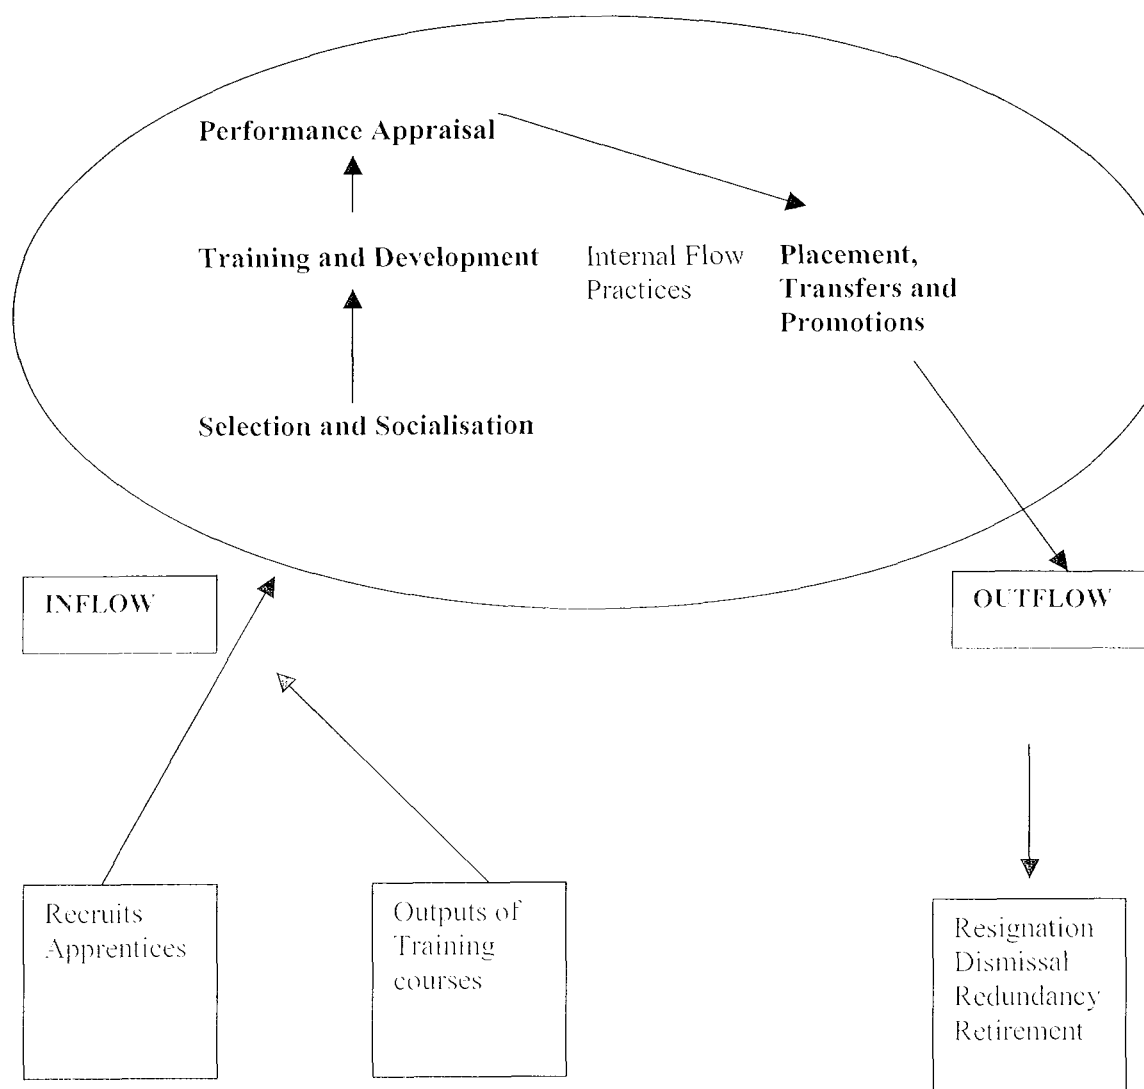 Performance Appraisal
Training and Development
Internal Flow
Practices
Placement,
Transfers and
Promotions
Selection and Socialisation
INFLOW
OUTFLOW
Recruits
Apprentices
Outputs of
Training
courses
Resignation
Dismissal
Redundancy
Retirement